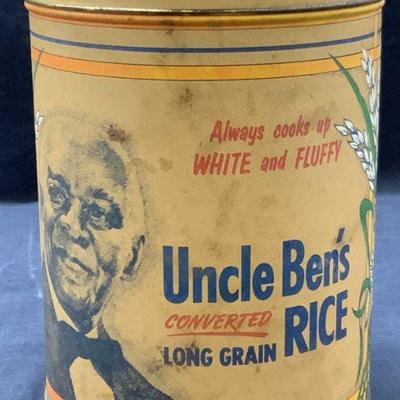 Always cooks up
WHITE and FLUFFY
Uncle Ben's
CONVERTED
LONG GRAIN RICE